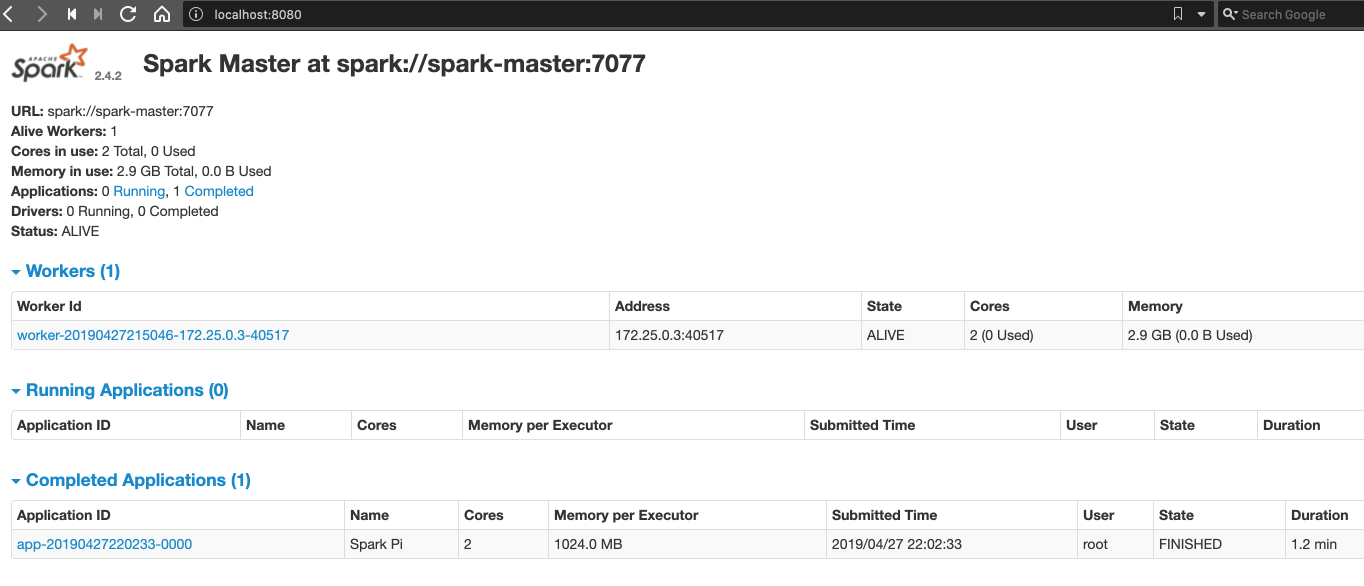 localhost:8080 Search Google
APACHE Spark 2.4.2 Spark Master at spark://spark-master:7077
URL: spark://spark-master:7077
Alive Workers: 1
Cores in use: 2 Total, 0 Used
Memory in use: 2.9 GB Total, 0.0 B Used
Applications: 0 Running, 1 Completed
Drivers: 0 Running, 0 Completed
Status: ALIVE
Workers (1)
Worker Id Address State Cores Memory
worker-20190427215046-172.25.0.3-40517 172.25.0.3:40517 ALIVE 2 (0 Used) 2.9 GB (0.0 B Used)
Running Applications (0)
Application ID Name Cores Memory per Executor Submitted Time User State Duration
Completed Applications (1)
Application ID Name Cores Memory per Executor Submitted Time User State Duration
app-20190427220233-0000 Spark Pi 2 1024.0 MB 2019/04/27 22:02:33 root FINISHED 1.2 min